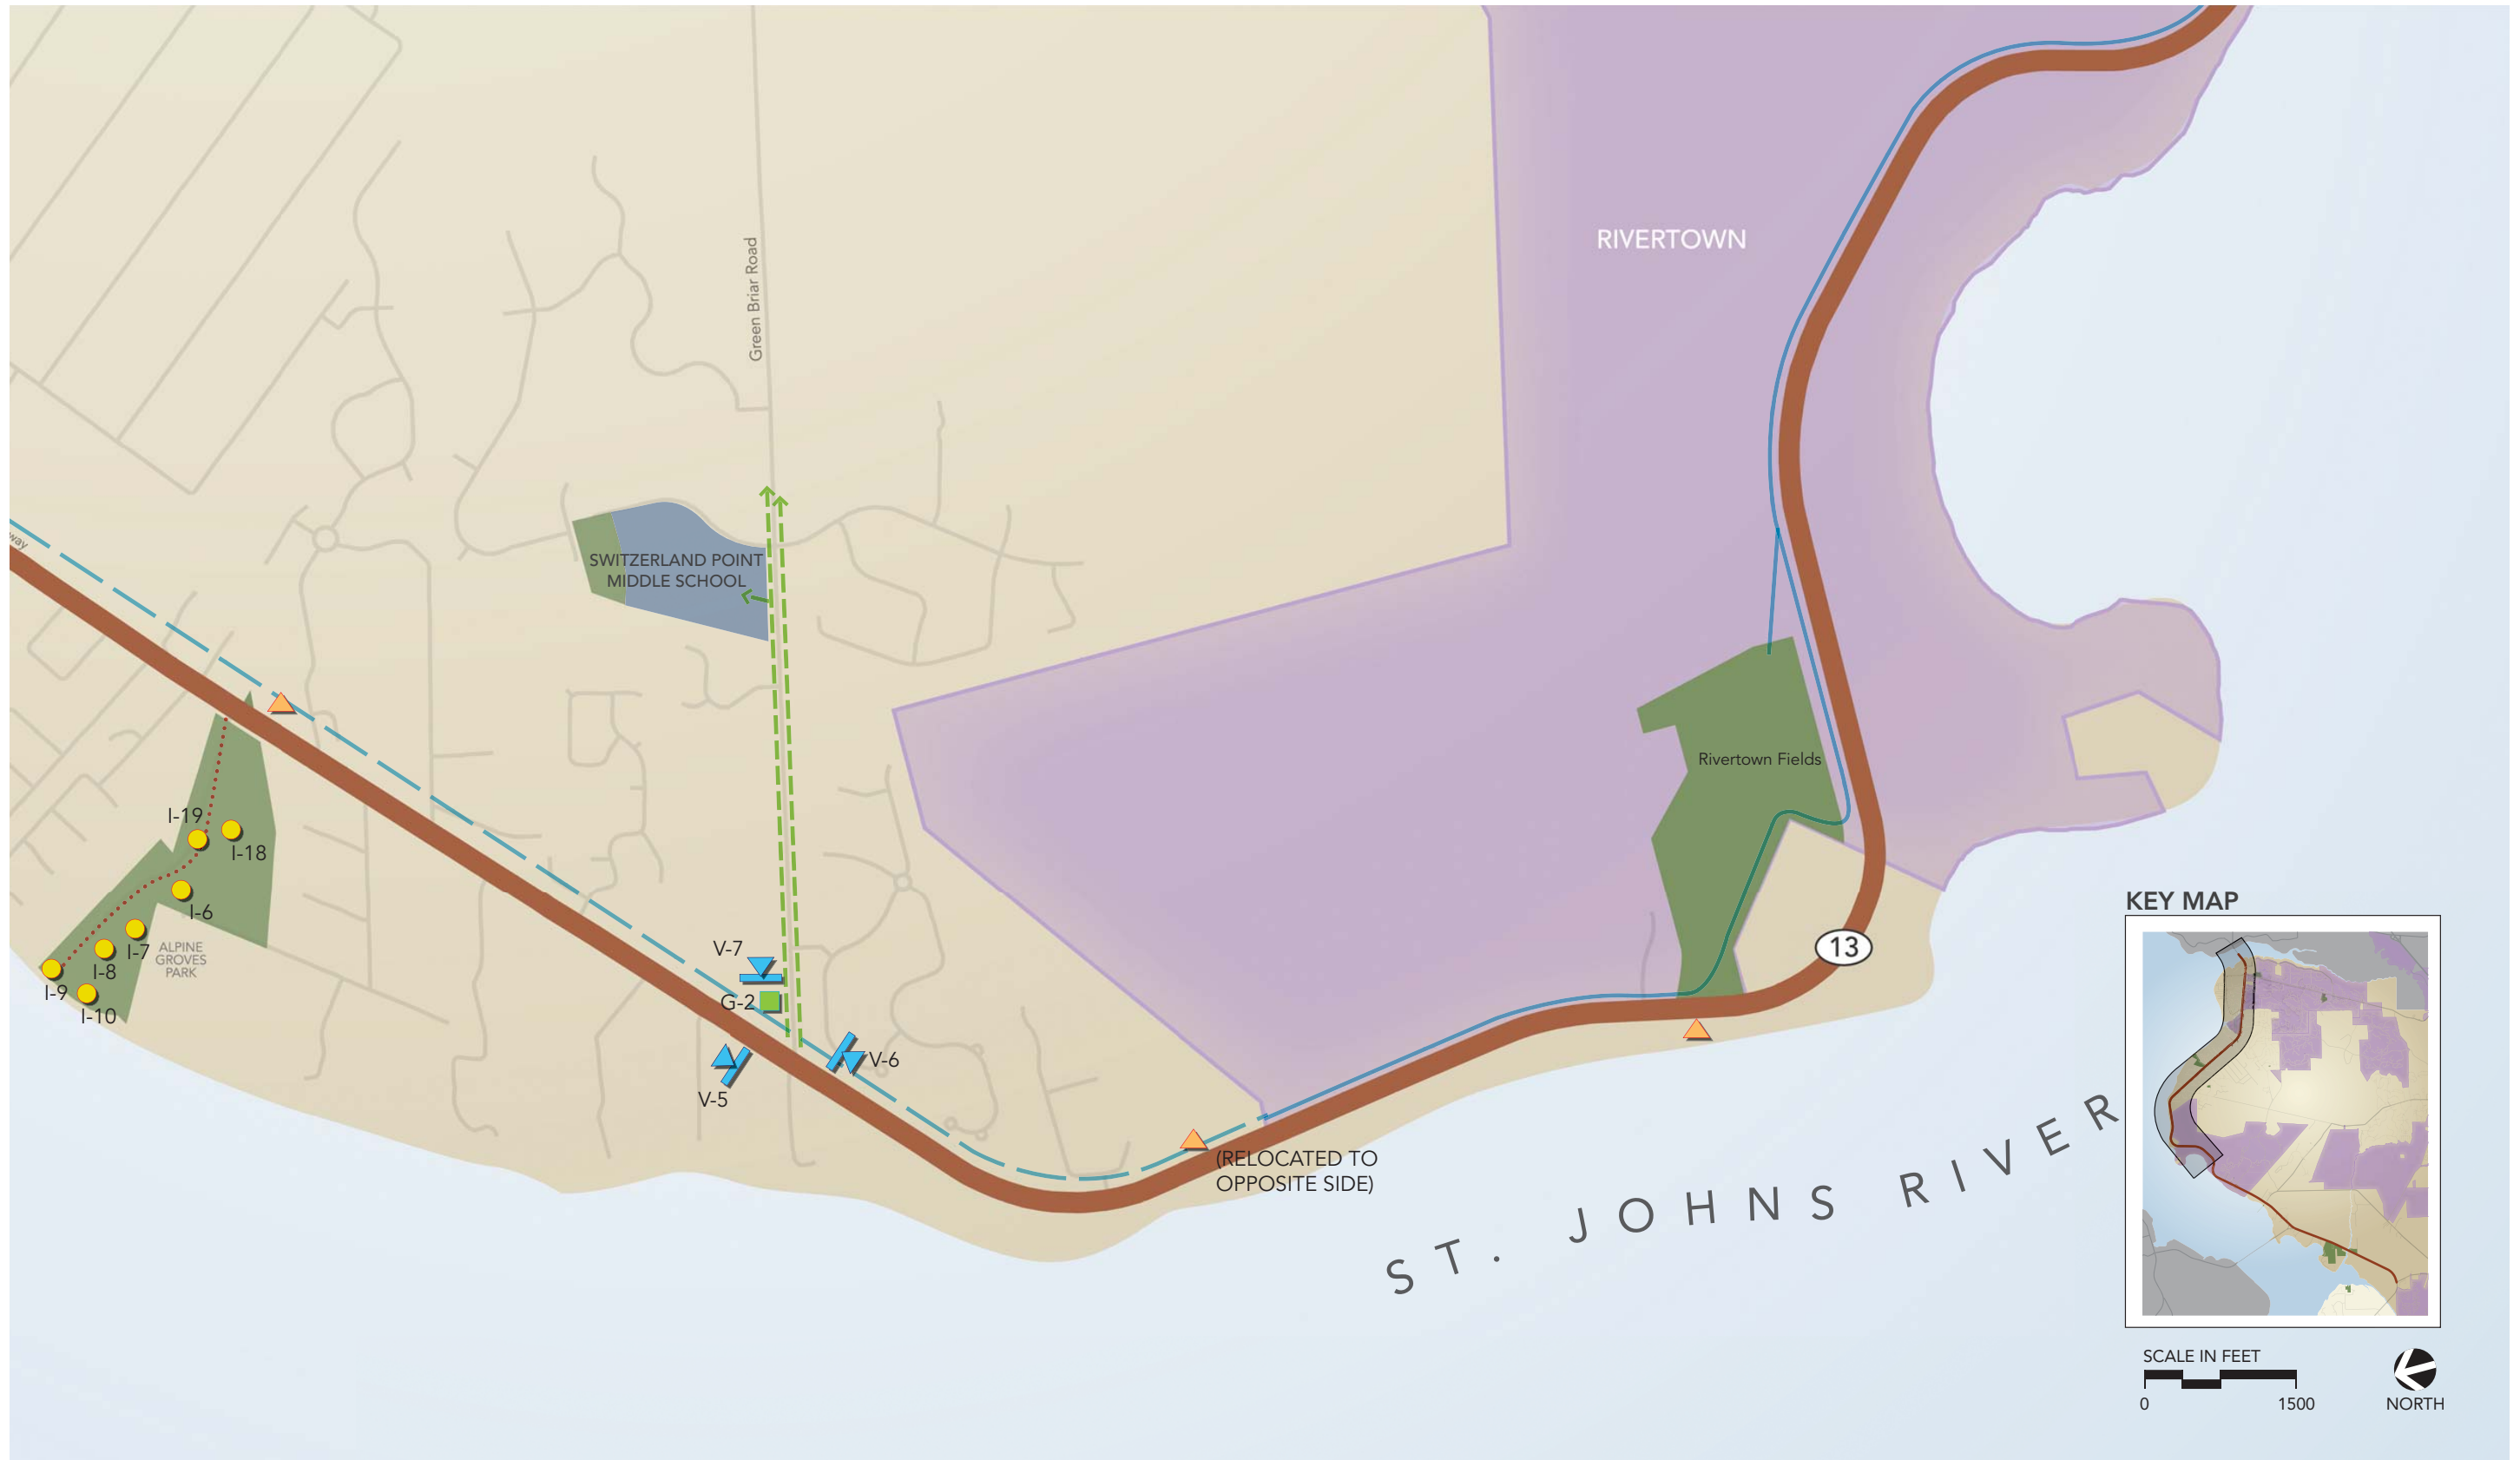 RIVERTOWN
Green Briar Road
way
SWITZERLAND POINT
MIDDLE SCHOOL
Rivertown Fields
I-19
I-18
I-6
I-7
I-8
I-9
I-10
ALPINE
GROVES
PARK
V-7
G-2
V-6
V-5
13
(RELOCATED TO
OPPOSITE SIDE)
ST. JOHNS RIVER
KEY MAP
SCALE IN FEET
0 1500
NORTH